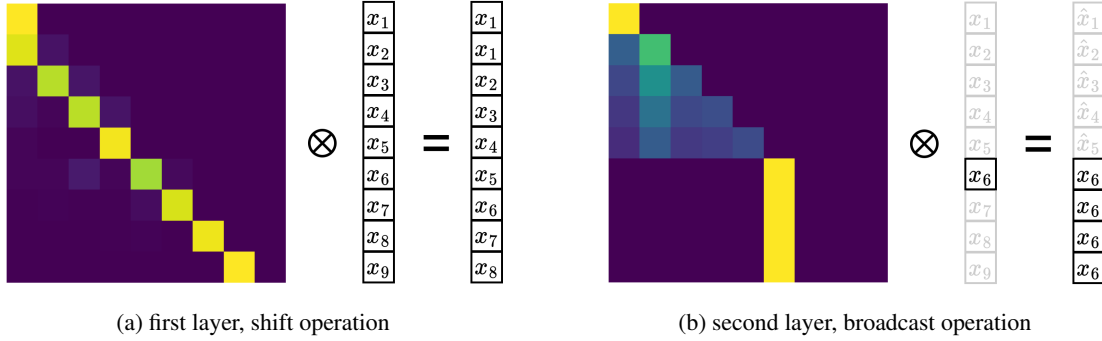 x₁ x₁ x₁ x̂₁
x₂ x₁ x₂ x̂₂
x₃ x₂ x₃ x̂₃
x₄ x₃ x₄ x̂₄
x₅ ⊗ = x₄ x₅ ⊗ = x̂₅
x₆ x₅ x₆ x₆
x₇ x₆ x₇ x₆
x₈ x₇ x₈ x₆
x₉ x₈ x₉ x₆
(a) first layer, shift operation
(b) second layer, broadcast operation